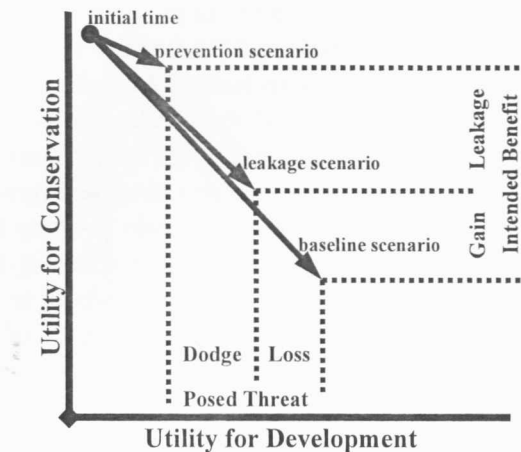 initial time
prevention scenario
leakage scenario
baseline scenario
Leakage
Gain
Intended Benefit
Dodge
Loss
Posed Threat
Utility for Conservation
Utility for Development